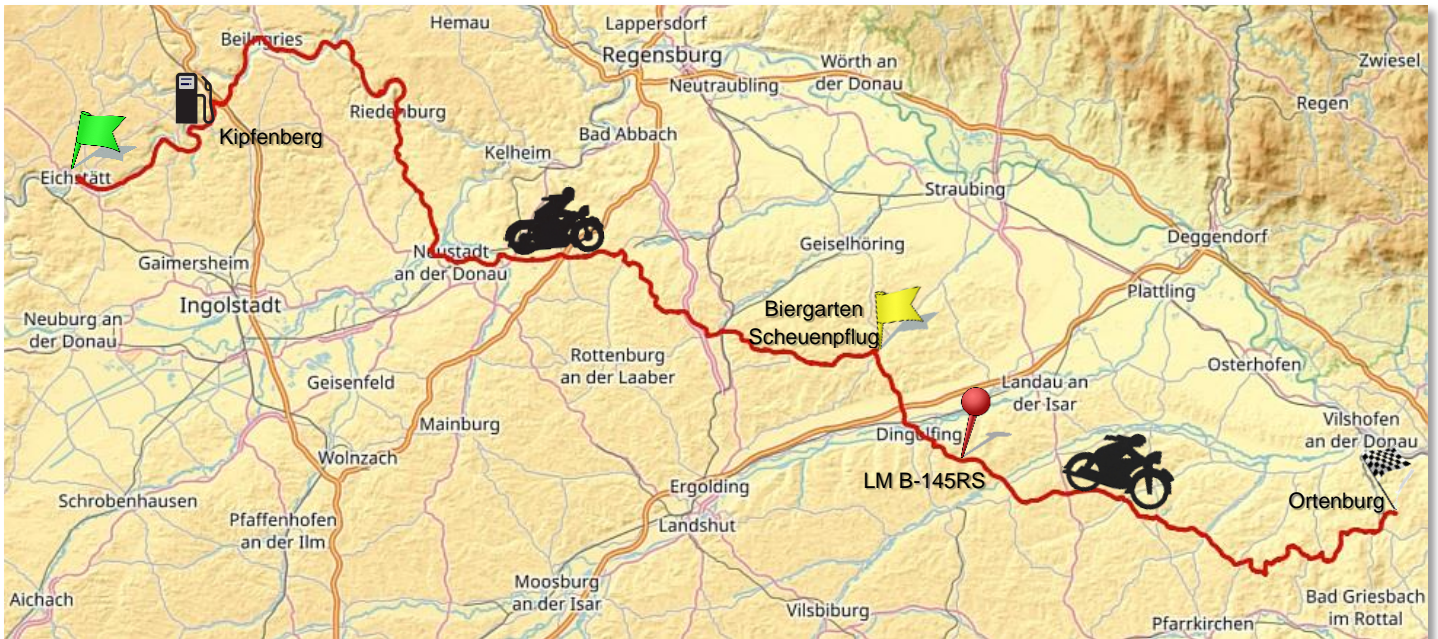 Hemau
Lappersdorf
Beilngries
Regensburg
Wörth an
der Donau
Zwiesel
Neutraubling
Regen
Riedenburg
Kipfenberg
Bad Abbach
Kelheim
Eichstätt
Straubing
Deggendorf
Geiselhöring
Neustadt
an der Donau
Gaimersheim
Plattling
Ingolstadt
Biergarten
Scheuenpflug
Neuburg an
der Donau
Rottenburg
an der Laaber
Osterhofen
Geisenfeld
Landau an
der Isar
Mainburg
Vilshofen
an der Donau
Dingolfing
Wolnzach
LM B-145RS
Ergolding
Ortenburg
Schrobenhausen
Landshut
Pfaffenhofen
an der Ilm
Moosburg
an der Isar
Aichach
Vilsbiburg
Bad Griesbach
im Rottal
Pfarrkirchen